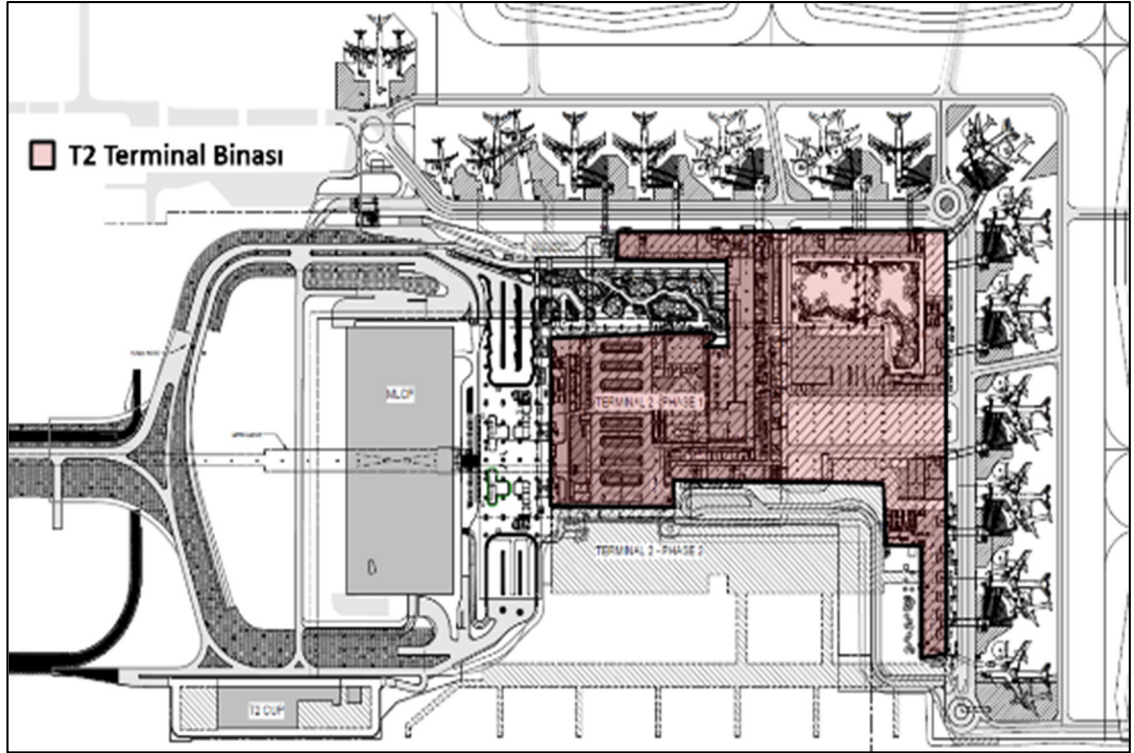 T2 Terminal Binası
MLCP
TERMINAL 2 - PHASE 1
TERMINAL 2 - PHASE 2
T2 CUP